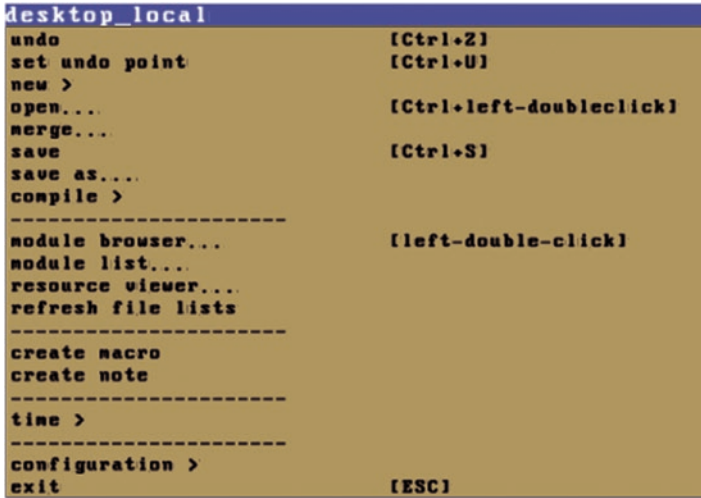 desktop_local
undo [Ctrl+Z]
set undo point [Ctrl+U]
new >
open... [Ctrl+left-doubleclick]
merge...
save [Ctrl+S]
save as...
compile >
----------------------
module browser... [left-double-click]
module list...
resource viewer...
refresh file lists
----------------------
create macro
create note
----------------------
time >
----------------------
configuration >
exit [ESC]